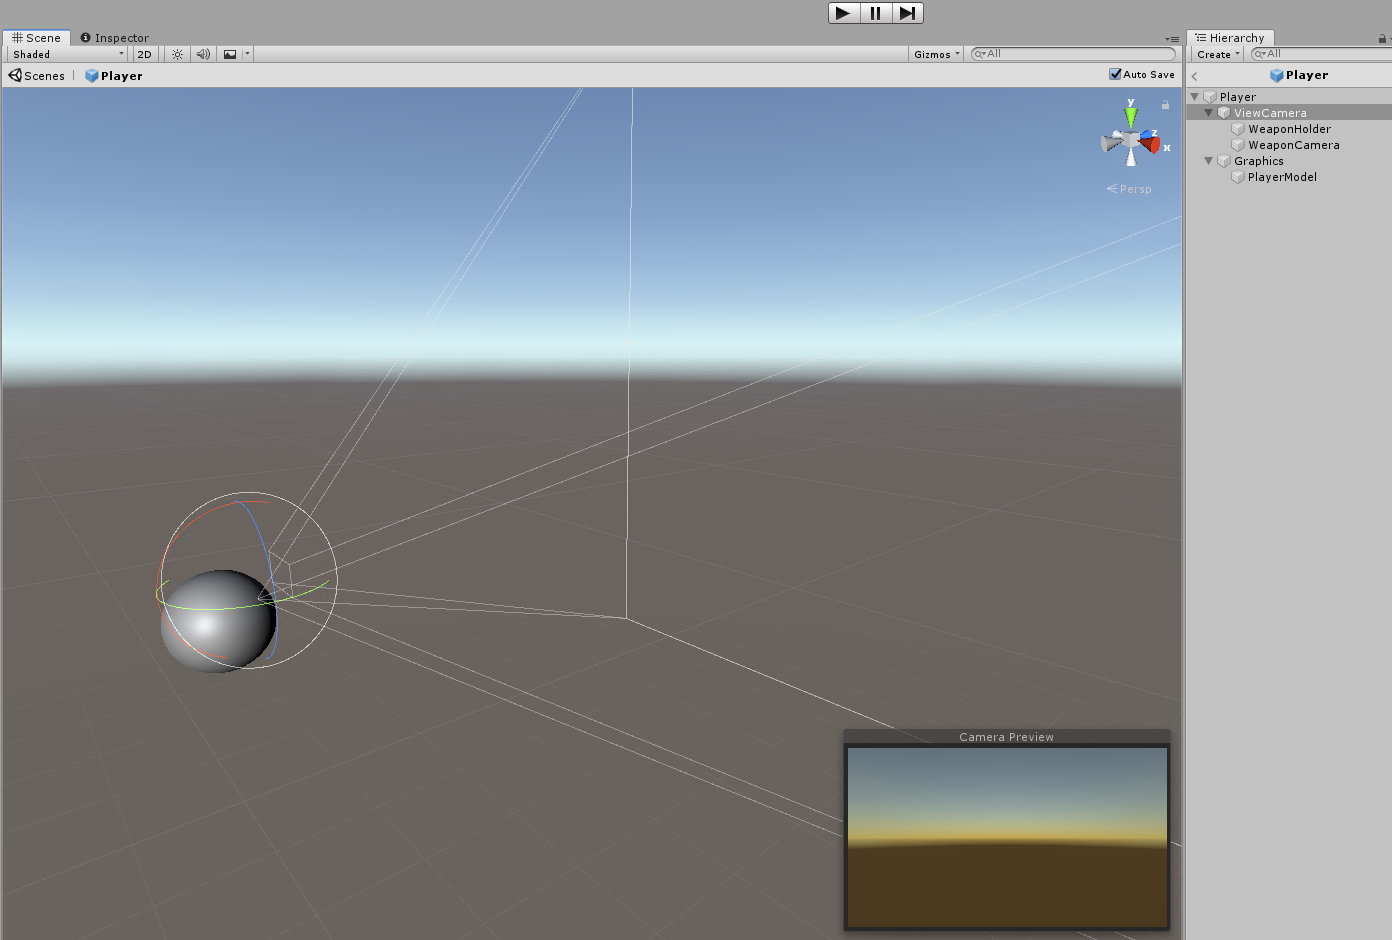 Scene Inspector
Hierarchy
Shaded 2D Gizmos All
Create All
Scenes Player Auto Save
Player
Player
ViewCamera
WeaponHolder
WeaponCamera
Graphics
PlayerModel
y
z
x
Persp
Camera Preview